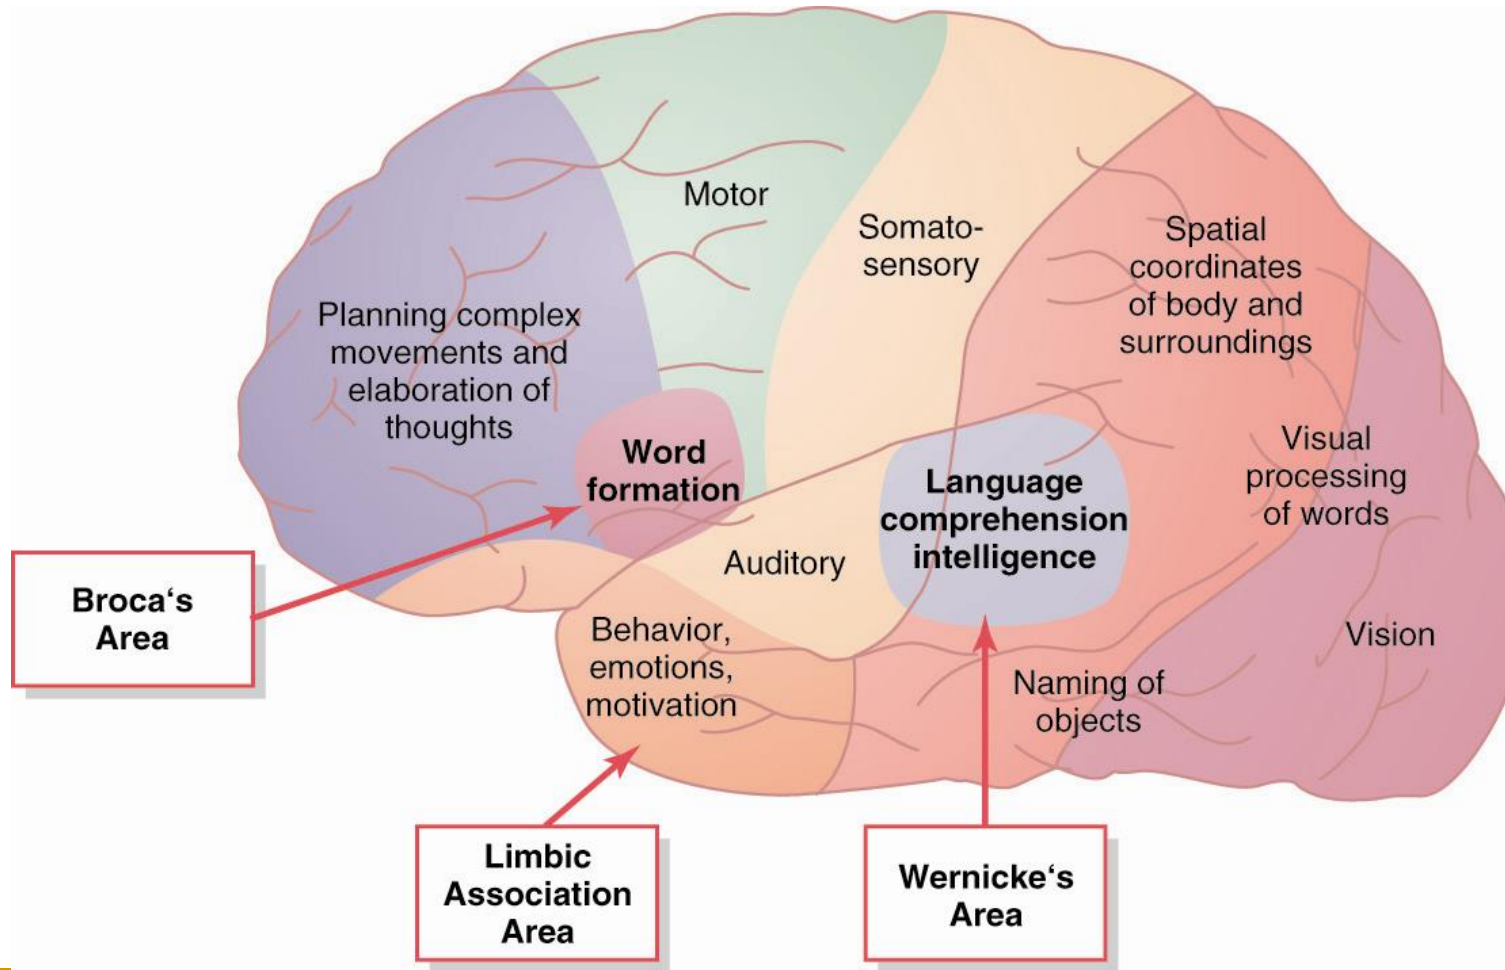 Motor
Somato-
sensory
Spatial
coordinates
of body and
surroundings
Planning complex
movements and
elaboration of
thoughts
Word
formation
Language
comprehension
intelligence
Visual
processing
of words
Auditory
Broca‘s
Area
Behavior,
emotions,
motivation
Vision
Naming of
objects
Limbic
Association
Area
Wernicke‘s
Area